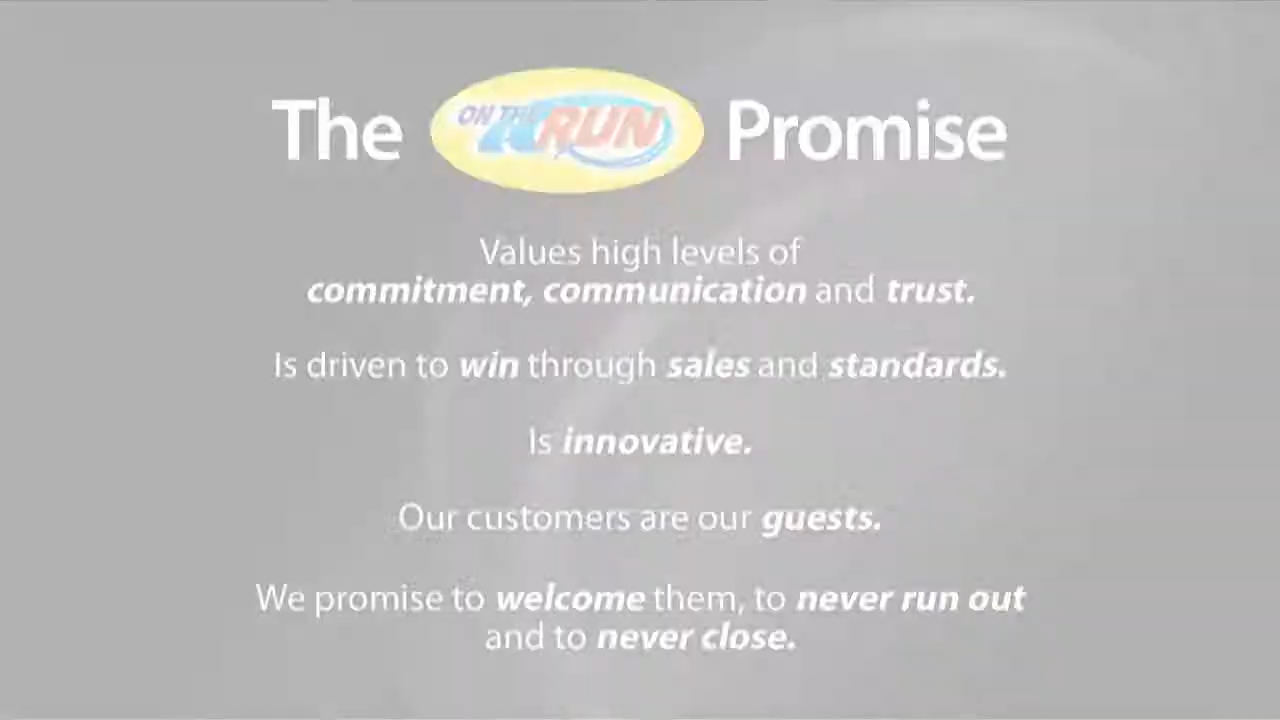 The ON THE RUN Promise
Values high levels of
commitment, communication and trust.
Is driven to win through sales and standards.
Is innovative.
Our customers are our guests.
We promise to welcome them, to never run out
and to never close.